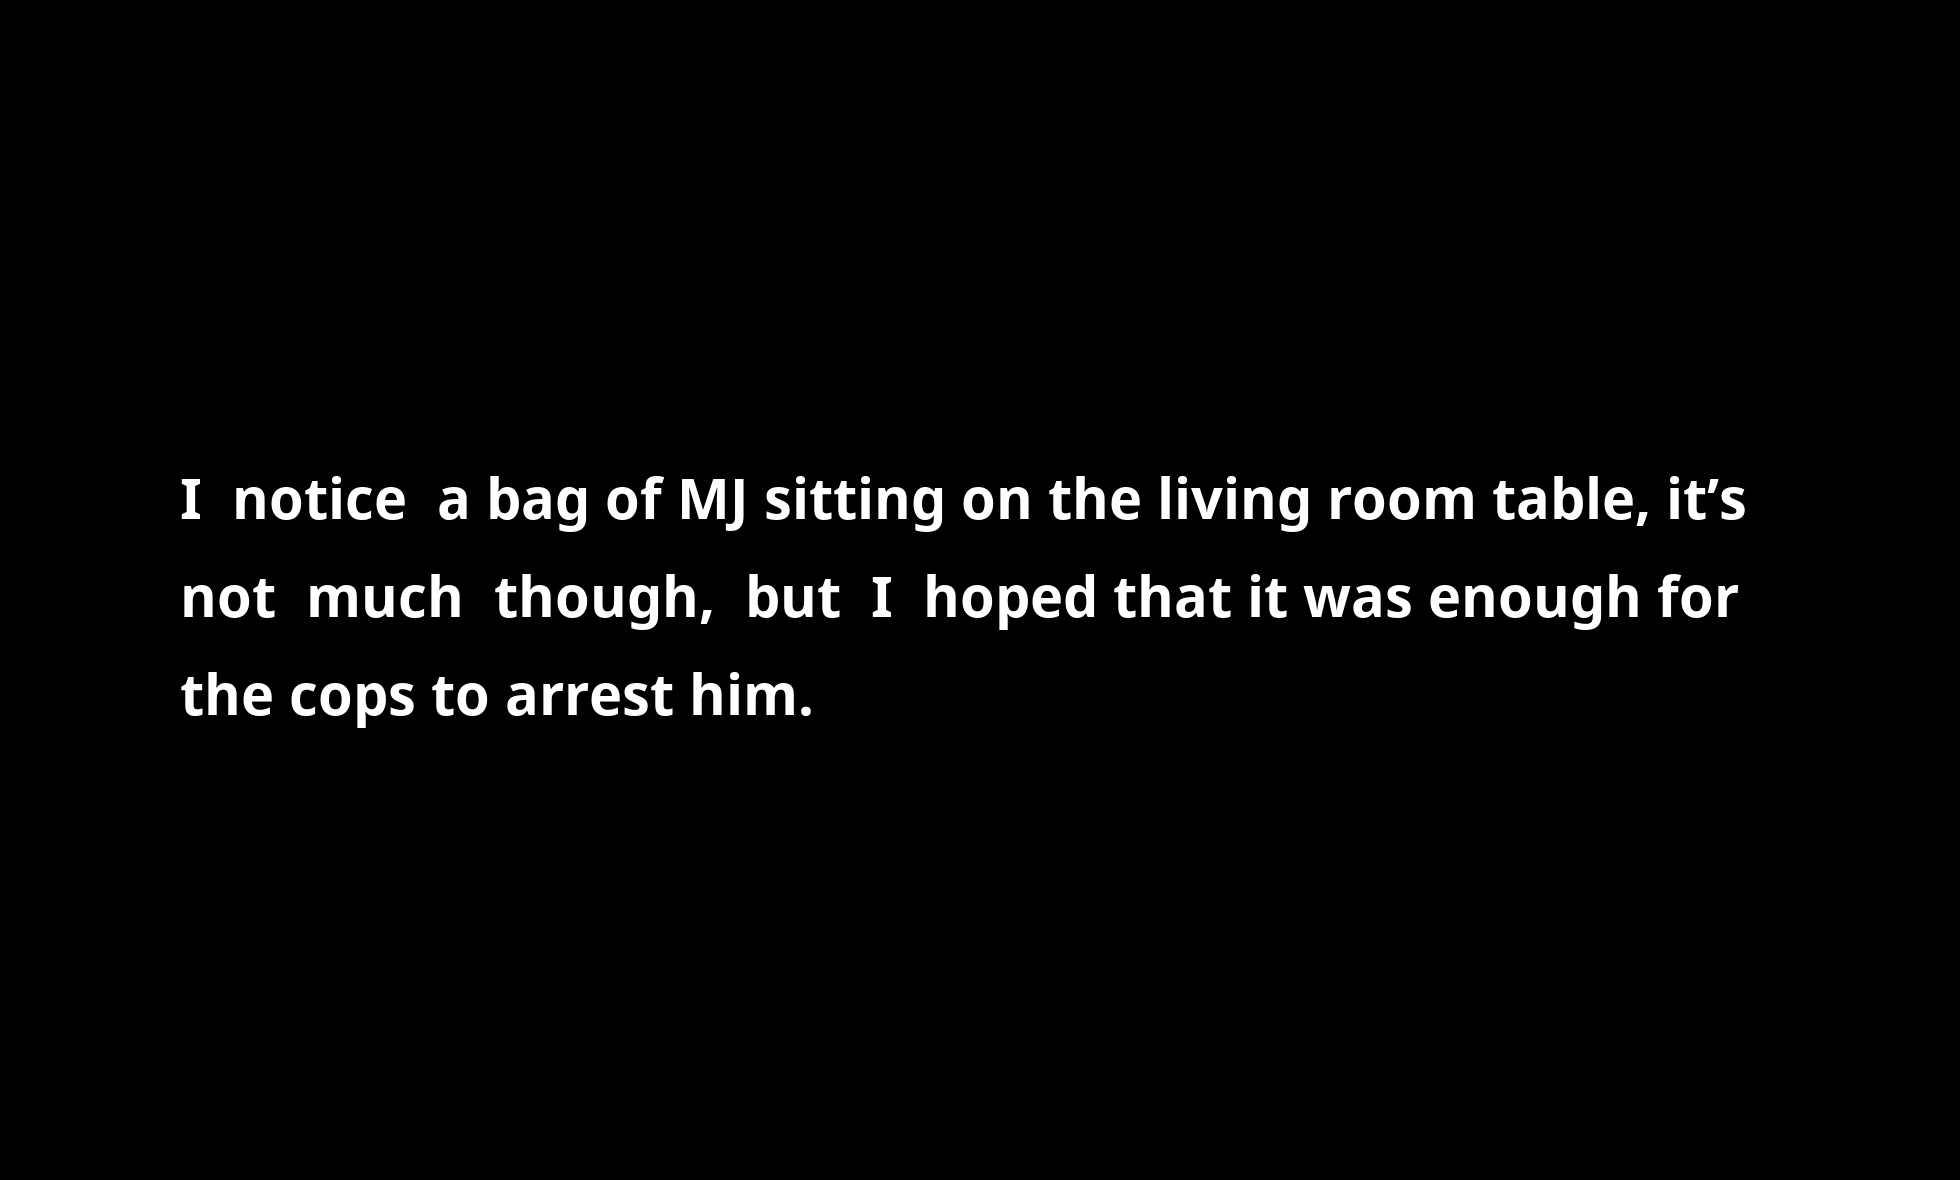 I notice a bag of MJ sitting on the living room table, it’s
not much though, but I hoped that it was enough for
the cops to arrest him.